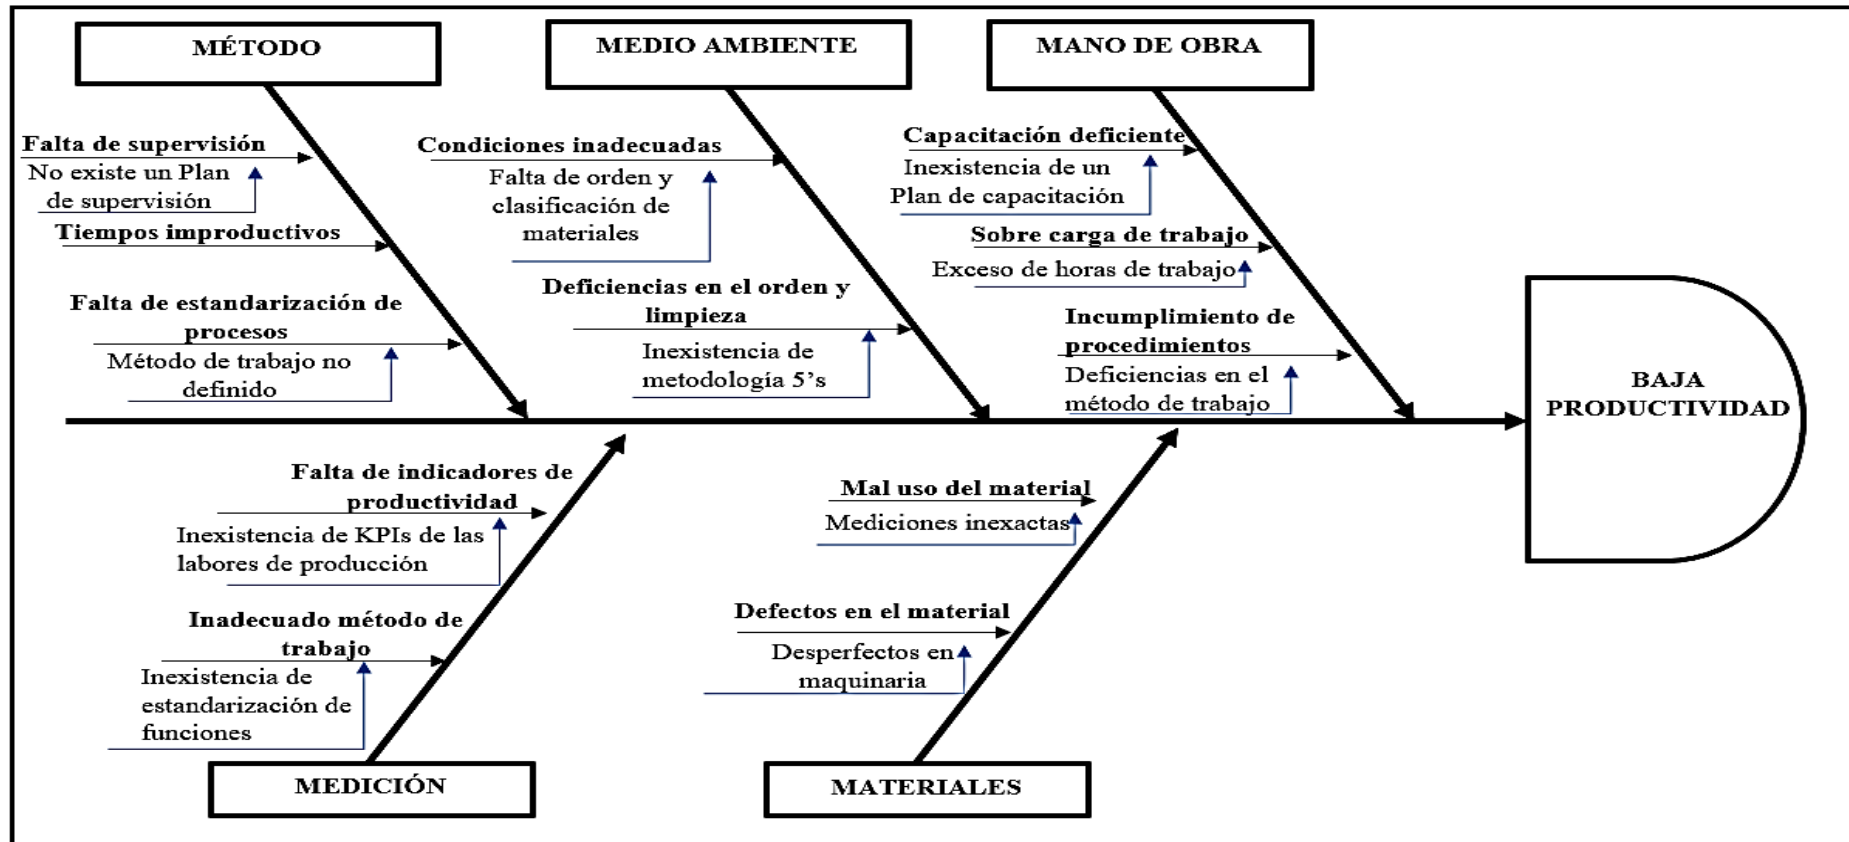 MÉTODO
Falta de supervisión
No existe un Plan
de supervisión
Tiempos improductivos
Falta de estandarización de
procesos
Método de trabajo no
definido
MEDIO AMBIENTE
Condiciones inadecuadas
Falta de orden y
clasificación de
materiales
Deficiencias en el orden y
limpieza
Inexistencia de
metodología 5’s
MANO DE OBRA
Capacitación deficiente
Inexistencia de un
Plan de capacitación
Sobre carga de trabajo
Exceso de horas de trabajo
Incumplimiento de
procedimientos
Deficiencias en el
método de trabajo
BAJA
PRODUCTIVIDAD
Falta de indicadores de
productividad
Inexistencia de KPIs de las
labores de producción
Inadecuado método de
trabajo
Inexistencia de
estandarización de
funciones
MEDICIÓN
Mal uso del material
Mediciones inexactas
Defectos en el material
Desperfectos en
maquinaria
MATERIALES